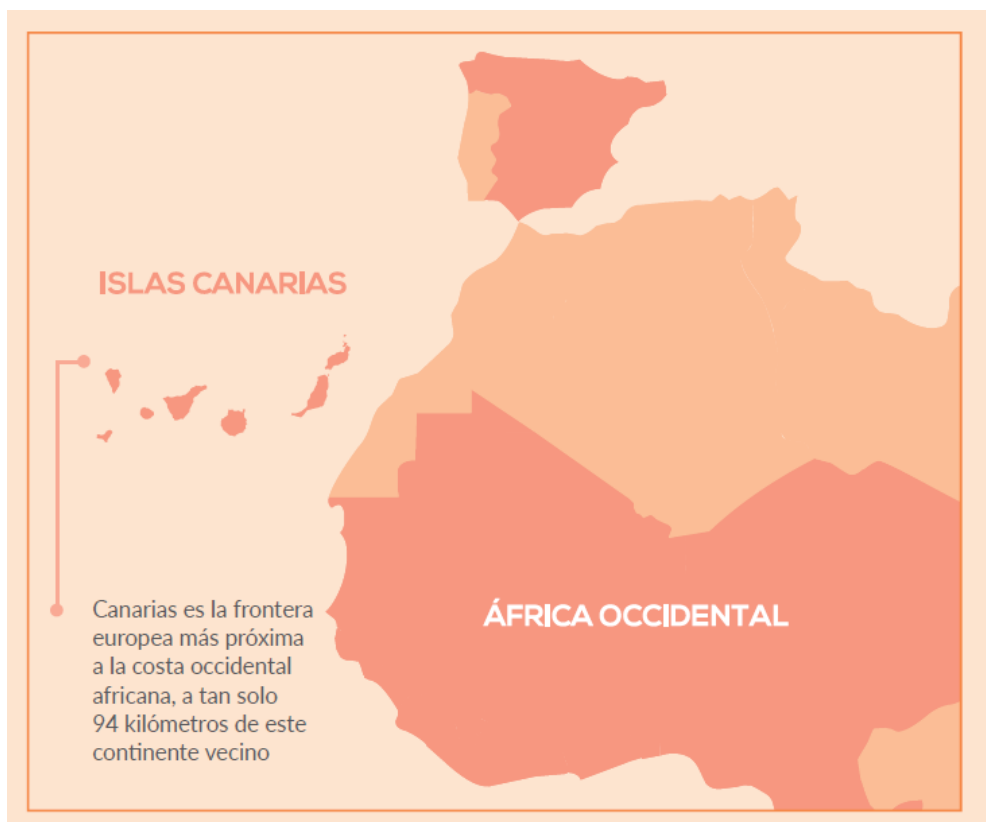 ISLAS CANARIAS
ÁFRICA OCCIDENTAL
Canarias es la frontera
europea más próxima
a la costa occidental
africana, a tan solo
94 kilómetros de este
continente vecino